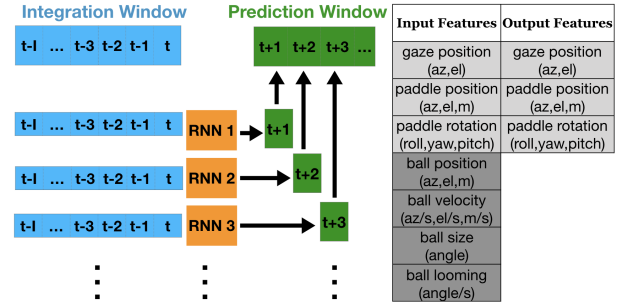 Integration Window
Prediction Window
t-I ... t-3 t-2 t-1 t
t+1 t+2 t+3 ...
t-I ... t-3 t-2 t-1 t
RNN 1
t+1
t-I ... t-3 t-2 t-1 t
RNN 2
t+2
t-I ... t-3 t-2 t-1 t
RNN 3
t+3
Input Features Output Features
gaze position gaze position
(az,el) (az,el)
paddle position paddle position
(az,el,m) (az,el,m)
paddle rotation paddle rotation
(roll,yaw,pitch) (roll,yaw,pitch)
ball position
(az,el,m)
ball velocity
(az/s,el/s,m/s)
ball size
(angle)
ball looming
(angle/s)